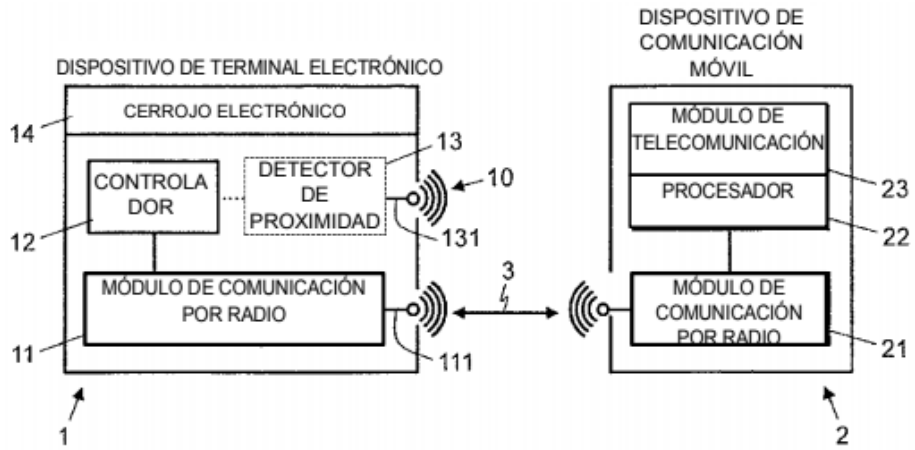 DISPOSITIVO DE
COMUNICACIÓN
MÓVIL
DISPOSITIVO DE TERMINAL ELECTRÓNICO
CERROJO ELECTRÓNICO
14
13
DETECTOR
DE
PROXIMIDAD
CONTROLA
DOR
12
131
10
MÓDULO DE COMUNICACIÓN
POR RADIO
11
111
3
1
MÓDULO DE
TELECOMUNICACIÓN
23
PROCESADOR
22
MÓDULO DE
COMUNICACIÓN
POR RADIO
21
2